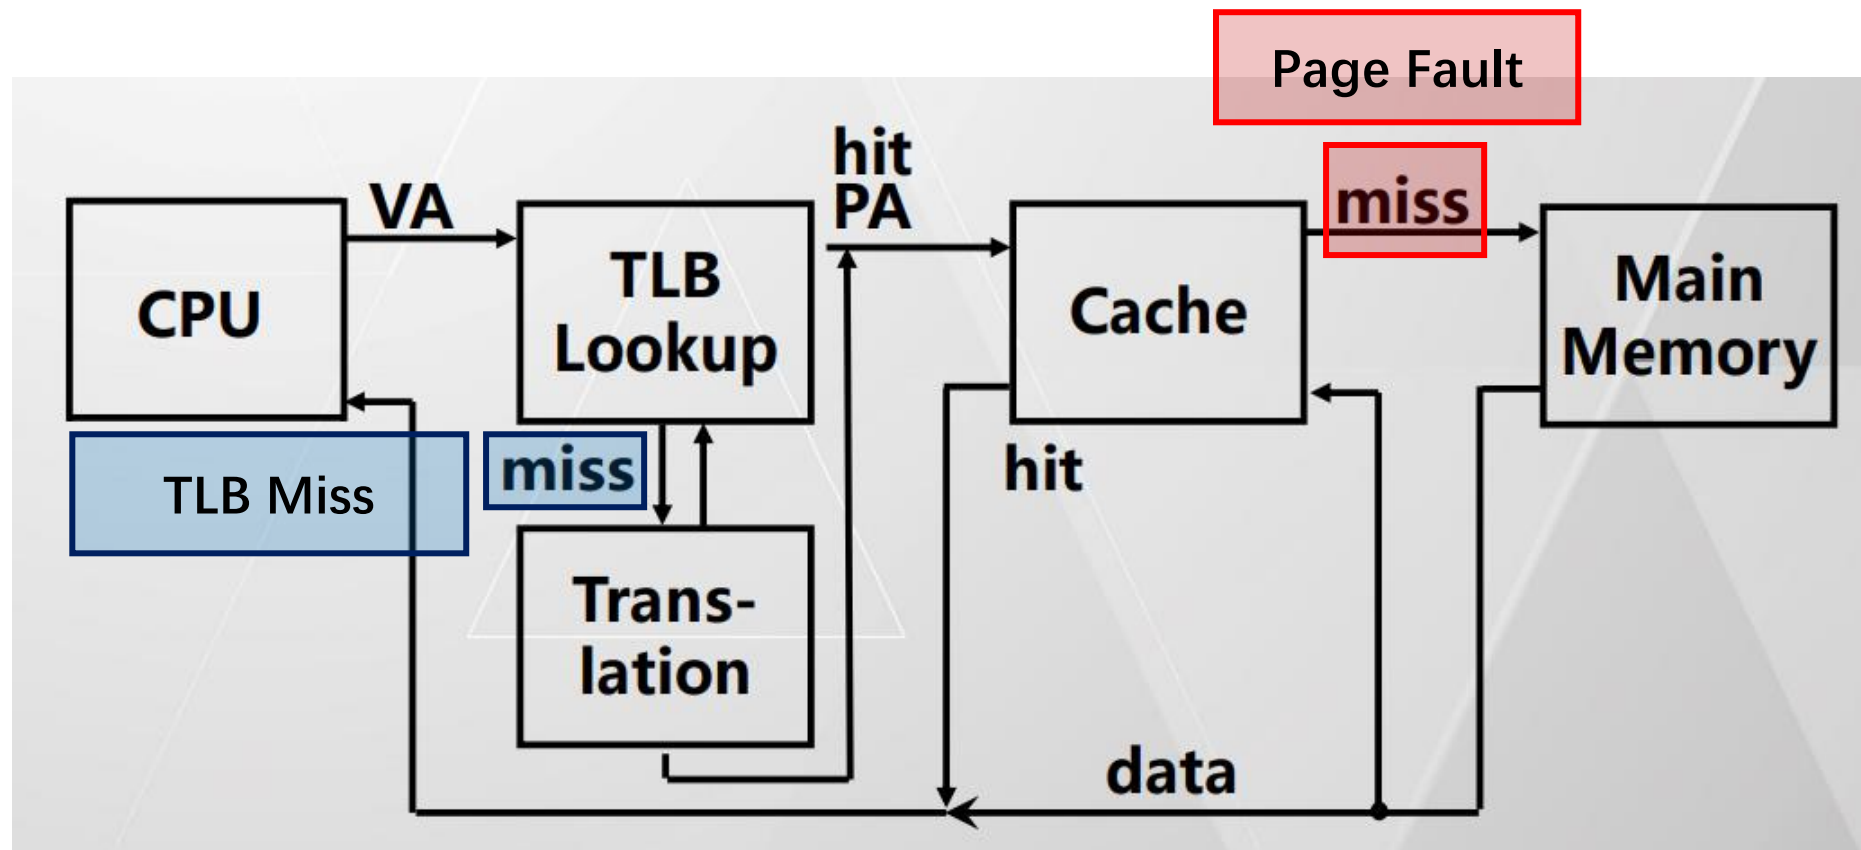 Page Fault
hit
PA
VA
miss
CPU
TLB
Lookup
Cache
Main
Memory
TLB Miss
miss
hit
Trans-
lation
data